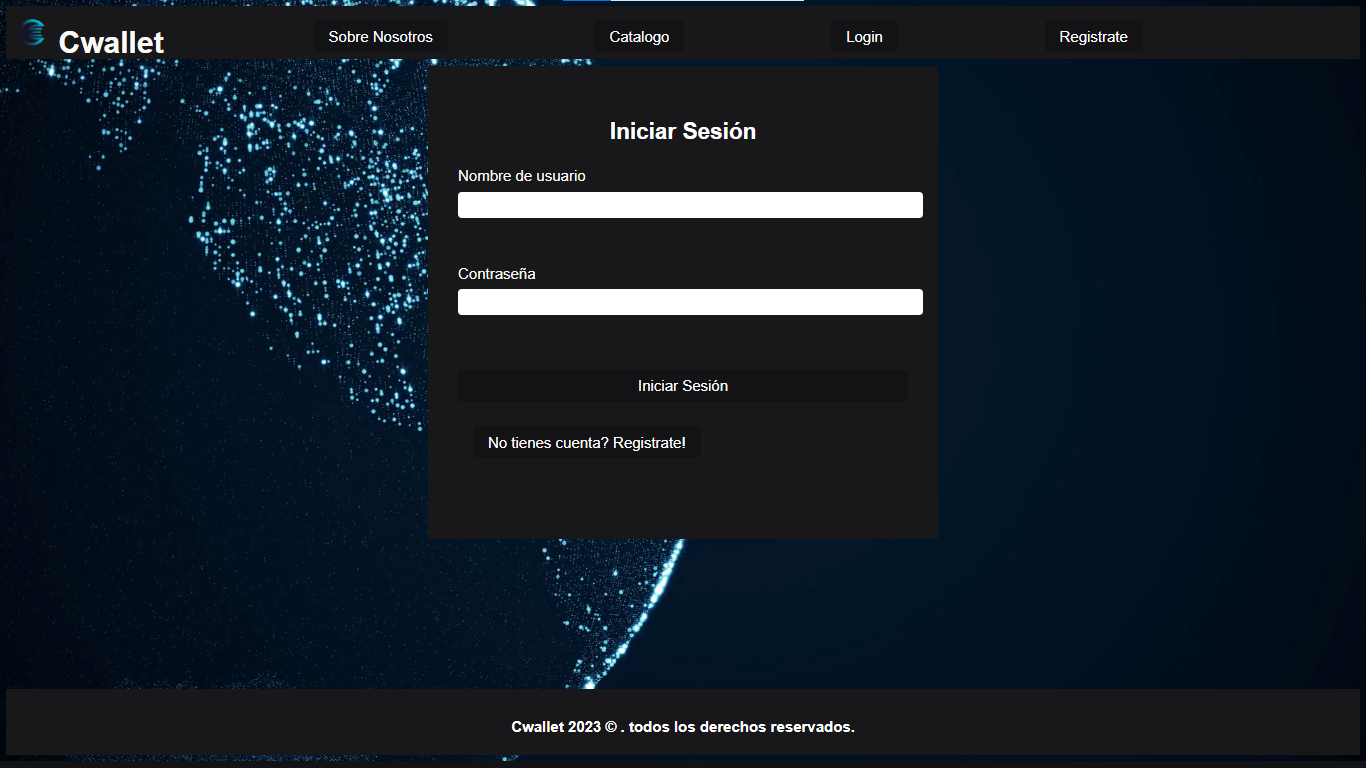 Cwallet
Sobre Nosotros
Catalogo
Login
Registrate
Iniciar Sesión
Nombre de usuario
Contraseña
Iniciar Sesión
No tienes cuenta? Registrate!
Cwallet 2023 © . todos los derechos reservados.